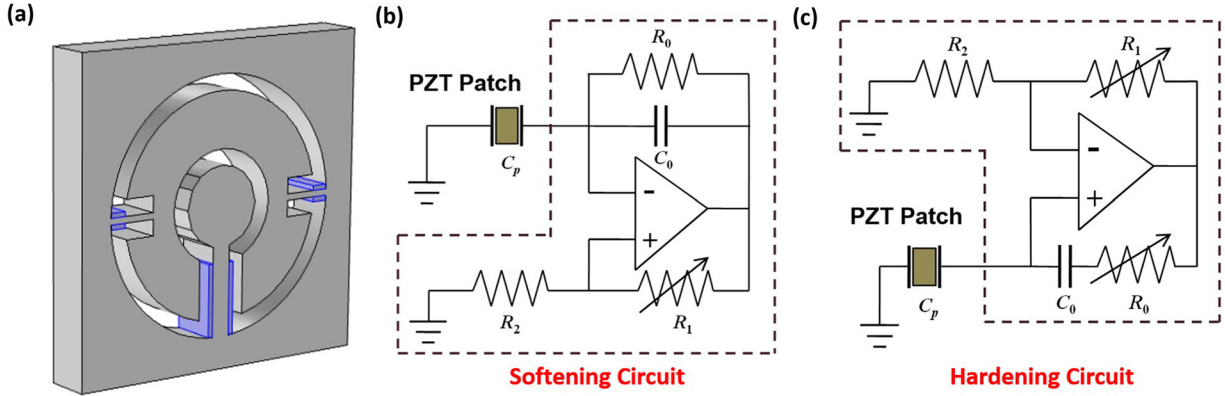 (a)
(b)
R0
PZT Patch
Cp
C0
-
+
R2
R1
Softening Circuit
(c)
R2
R1
-
+
PZT Patch
Cp
C0
R0
Hardening Circuit